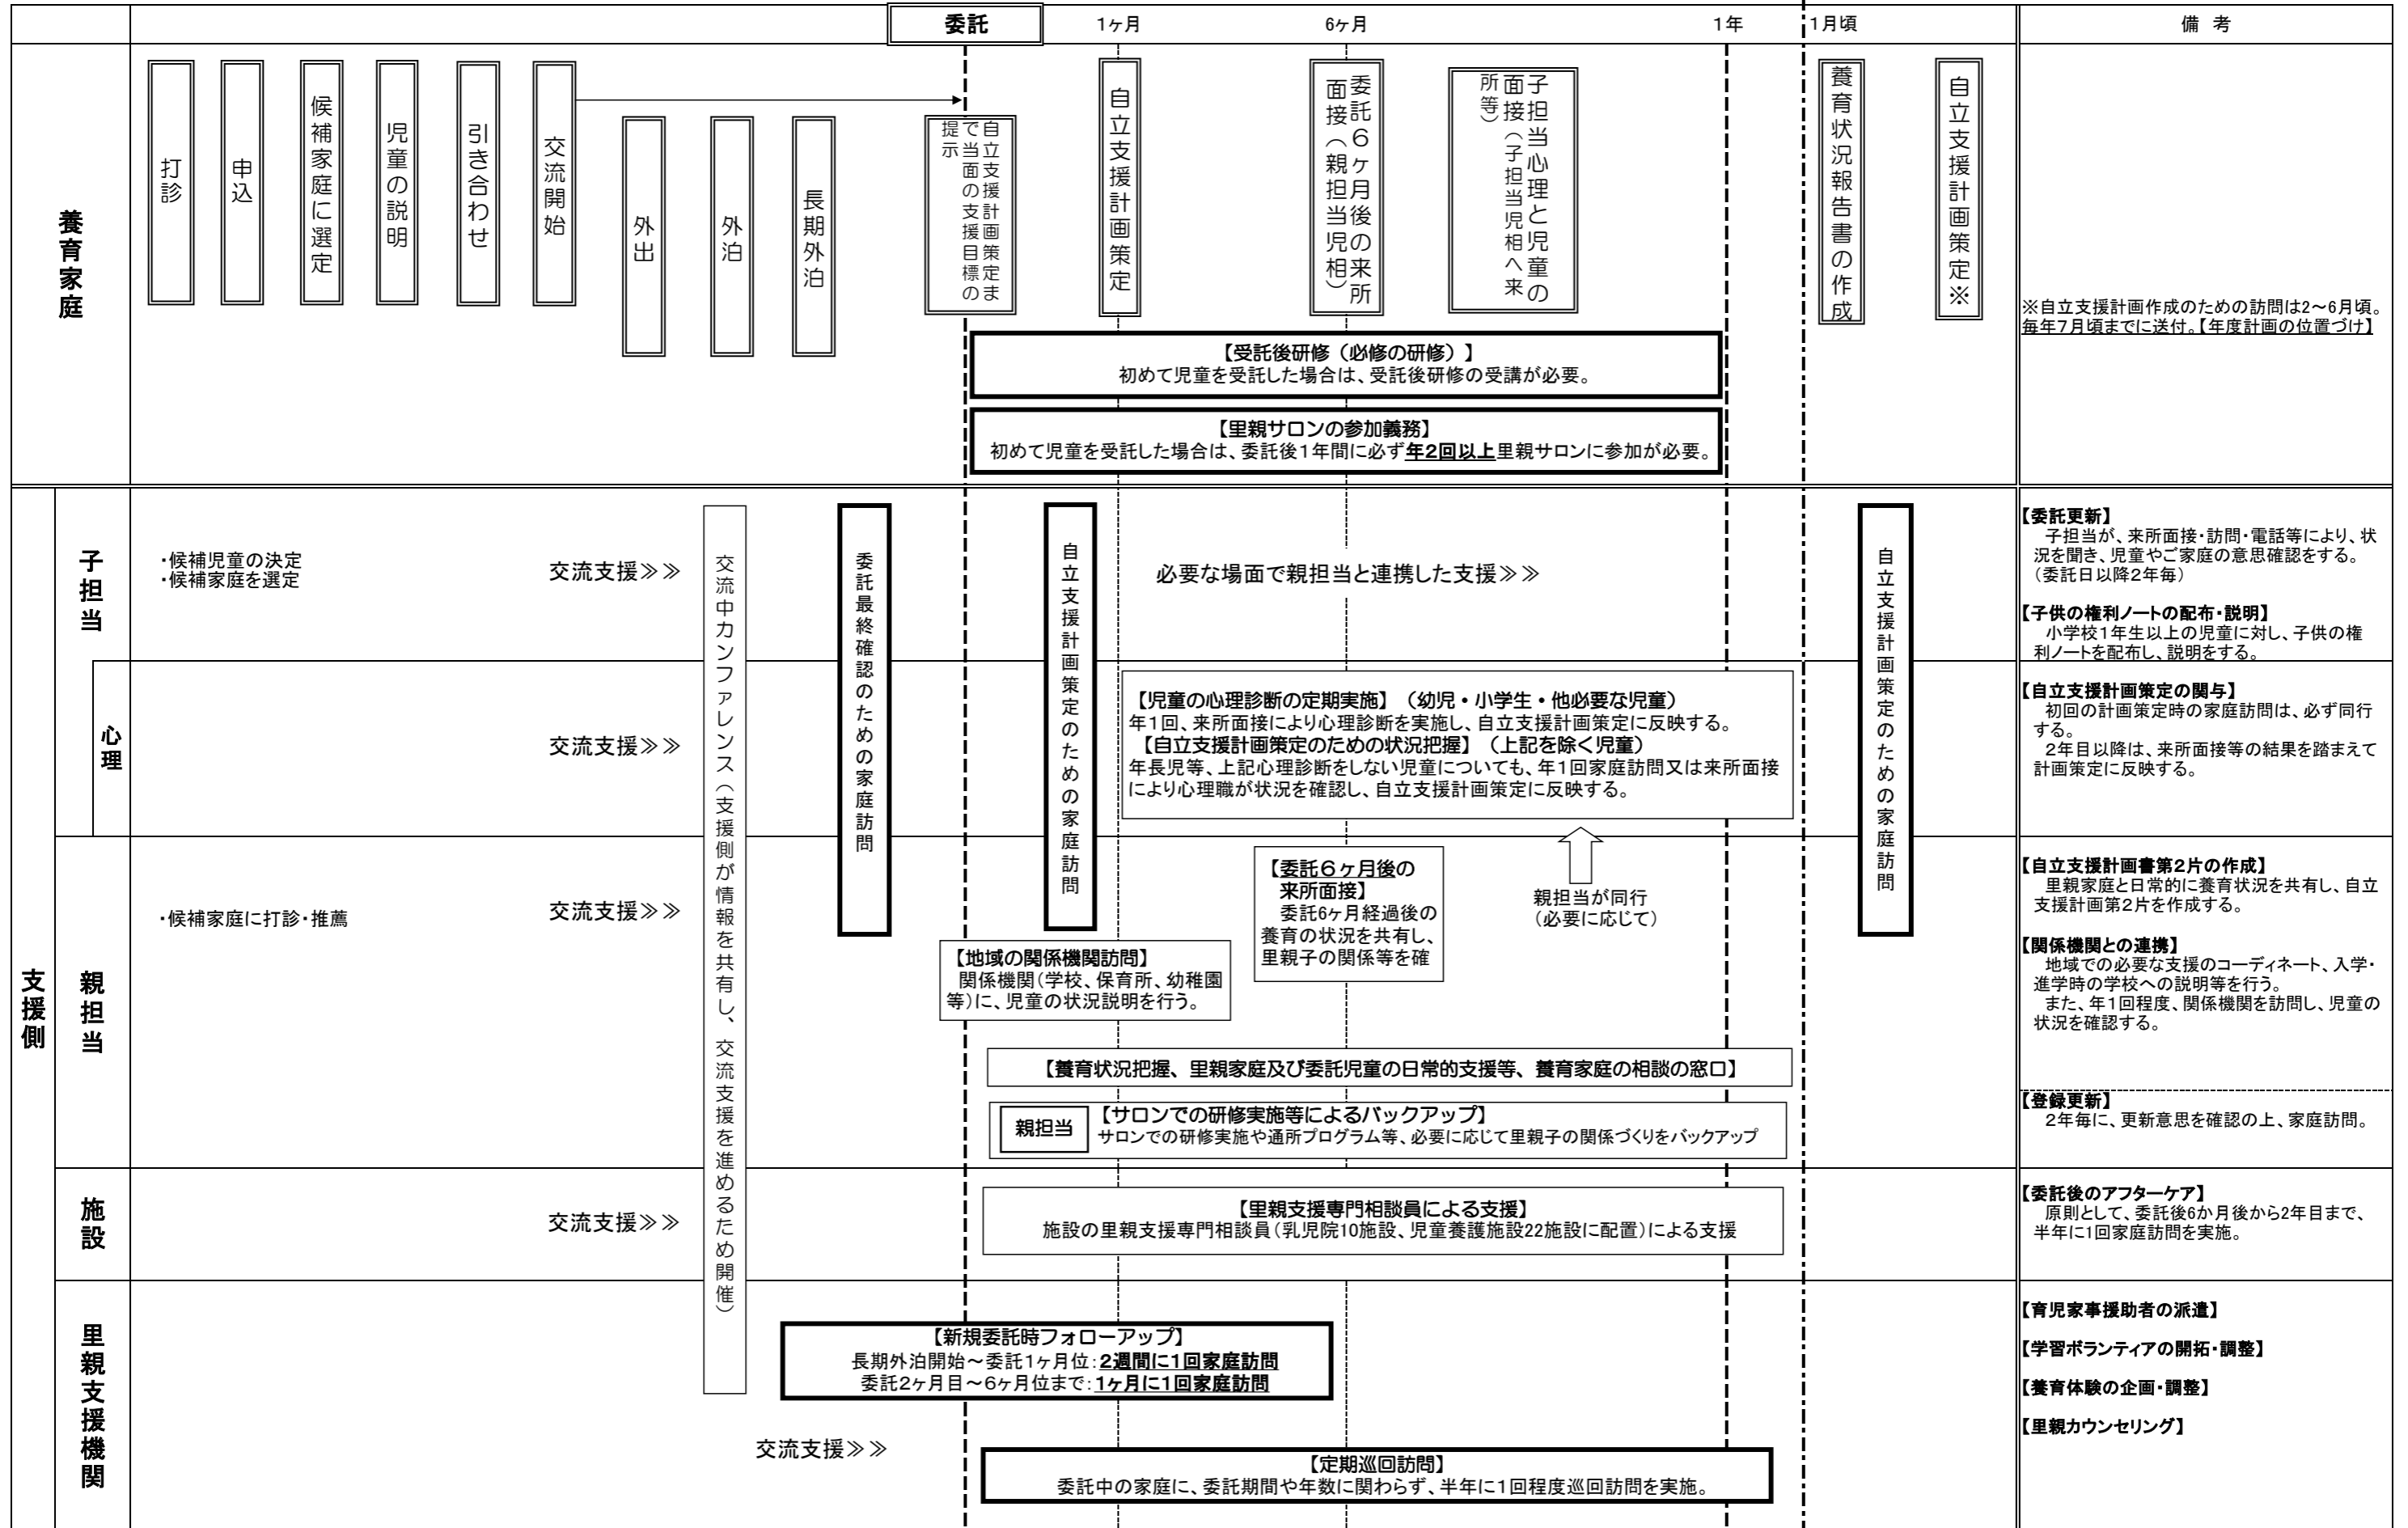 委託
1ヶ月
6ヶ月
1年
1月頃
備 考
養育家庭
打診
申込
候補家庭に選定
児童の説明
引き合わせ
交流開始
外出
外泊
長期外泊
自立支援計画策定ま
で当面の支援目標の
提示
自立支援計画策定
委託6ヶ月後の来所
面接（親担当児相）
子担当心理と児童の
面接（子担当児相へ来
所等）
養育状況報告書の作成
自立支援計画策定※
※自立支援計画作成のための訪問は2～6月頃。
毎年7月頃までに送付。【年度計画の位置づけ】
【受託後研修（必修の研修）】
初めて児童を受託した場合は、受託後研修の受講が必要。
【里親サロンの参加義務】
初めて児童を受託した場合は、委託後1年間に必ず年2回以上里親サロンに参加が必要。
支援側
子担当
・候補児童の決定
・候補家庭を選定
交流支援≫≫
交流中カンファレンス（支援側が情報を共有し、交流支援を進めるため開催）
委託最終確認のための家庭訪問
自立支援計画策定のための家庭訪問
必要な場面で親担当と連携した支援≫≫
自立支援計画策定のための家庭訪問
【委託更新】
子担当が、来所面接・訪問・電話等により、状
況を聞き、児童やご家庭の意思確認をする。
（委託日以降2年毎）
【子供の権利ノートの配布・説明】
小学校1年生以上の児童に対し、子供の権
利ノートを配布し、説明をする。
心理
交流支援≫≫
【児童の心理診断の定期実施】（幼児・小学生・他必要な児童）
年1回、来所面接により心理診断を実施し、自立支援計画策定に反映する。
【自立支援計画策定のための状況把握】（上記を除く児童）
年長児等、上記心理診断をしない児童についても、年1回家庭訪問又は来所面接
により心理職が状況を確認し、自立支援計画策定に反映する。
【自立支援計画策定の関与】
初回の計画策定時の家庭訪問は、必ず同行
する。
2年目以降は、来所面接等の結果を踏まえて
計画策定に反映する。
親担当
・候補家庭に打診・推薦
交流支援≫≫
【委託6ヶ月後の
来所面接】
委託6ヶ月経過後の
養育の状況を共有し、
里親子の関係等を確
親担当が同行
（必要に応じて）
【地域の関係機関訪問】
関係機関（学校、保育所、幼稚園
等）に、児童の状況説明を行う。
【養育状況把握、里親家庭及び委託児童の日常的支援等、養育家庭の相談の窓口】
親担当
【サロンでの研修実施等によるバックアップ】
サロンでの研修実施や通所プログラム等、必要に応じて里親子の関係づくりをバックアップ
【自立支援計画書第2片の作成】
里親家庭と日常的に養育状況を共有し、自立
支援計画第2片を作成する。
【関係機関との連携】
地域での必要な支援のコーディネート、入学・
進学時の学校への説明等を行う。
また、年1回程度、関係機関を訪問し、児童の
状況を確認する。
【登録更新】
2年毎に、更新意思を確認の上、家庭訪問。
施設
交流支援≫≫
【里親支援専門相談員による支援】
施設の里親支援専門相談員（乳児院10施設、児童養護施設22施設に配置）による支援
【委託後のアフターケア】
原則として、委託後6か月後から2年目まで、
半年に1回家庭訪問を実施。
里親支援機関
【新規委託時フォローアップ】
長期外泊開始～委託1ヶ月位：2週間に1回家庭訪問
委託2ヶ月目～6ヶ月位まで：1ヶ月に1回家庭訪問
交流支援≫≫
【定期巡回訪問】
委託中の家庭に、委託期間や年数に関わらず、半年に1回程度巡回訪問を実施。
【育児家事援助者の派遣】
【学習ボランティアの開拓・調整】
【養育体験の企画・調整】
【里親カウンセリング】